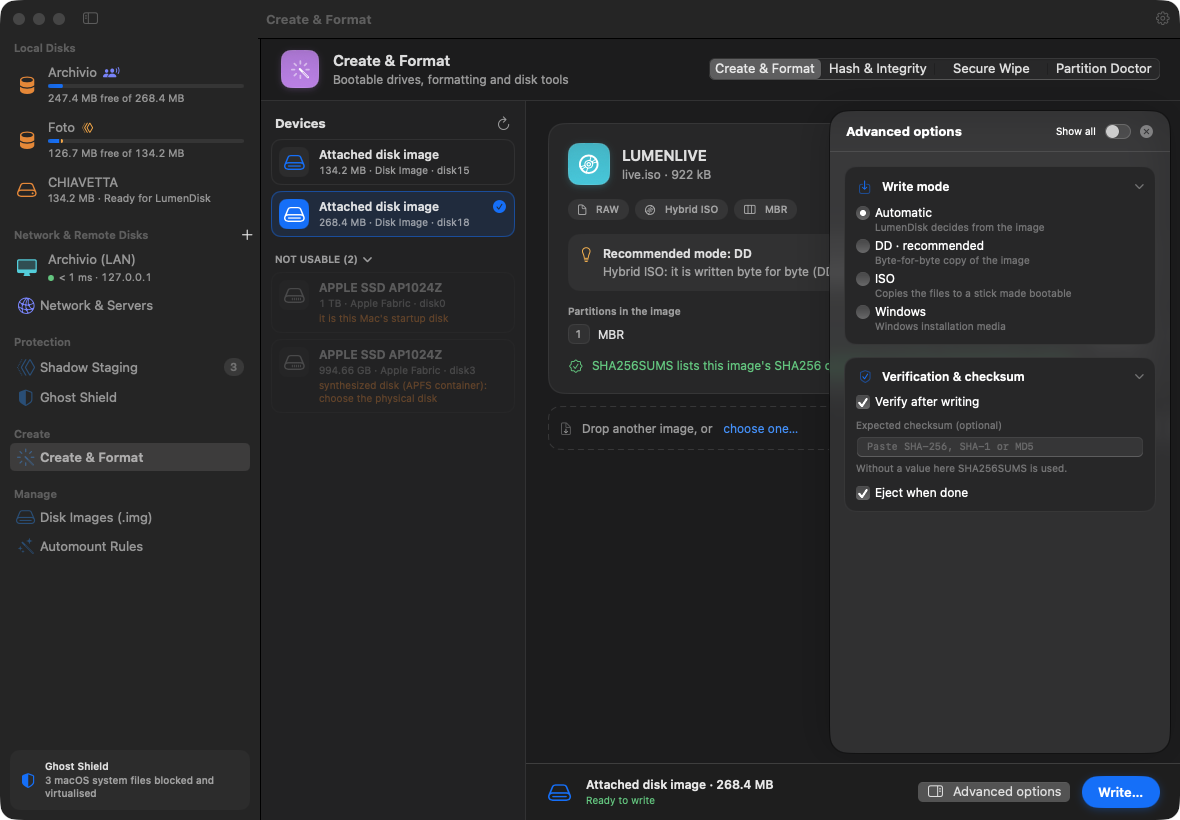 Create & Format
Local Disks
Archivio
247.4 MB free of 268.4 MB
Foto
126.7 MB free of 134.2 MB
CHIAVETTA
134.2 MB · Ready for LumenDisk
Network & Remote Disks
Archivio (LAN)
< 1 ms · 127.0.0.1
Network & Servers
Protection
Shadow Staging
3
Ghost Shield
Create
Create & Format
Manage
Disk Images (.img)
Automount Rules
Ghost Shield
3 macOS system files blocked and
virtualised
Create & Format
Bootable drives, formatting and disk tools
Create & Format
Hash & Integrity
Secure Wipe
Partition Doctor
Devices
Attached disk image
134.2 MB · Disk Image · disk15
Attached disk image
268.4 MB · Disk Image · disk18
NOT USABLE (2)
APPLE SSD AP1024Z
1 TB · Apple Fabric · disk0
it is this Mac's startup disk
APPLE SSD AP1024Z
994.66 GB · Apple Fabric · disk3
synthesized disk (APFS container):
choose the physical disk
LUMENLIVE
live.iso · 922 kB
RAW
Hybrid ISO
MBR
Recommended mode: DD
Hybrid ISO: it is written byte for byte (DD
Partitions in the image
1 MBR
SHA256SUMS lists this image's SHA256
Drop another image, or choose one...
Advanced options
Show all
Write mode
Automatic
LumenDisk decides from the image
DD · recommended
Byte-for-byte copy of the image
ISO
Copies the files to a stick made bootable
Windows
Windows installation media
Verification & checksum
Verify after writing
Expected checksum (optional)
Paste SHA-256, SHA-1 or MD5
Without a value here SHA256SUMS is used.
Eject when done
Attached disk image · 268.4 MB
Ready to write
Advanced options
Write...